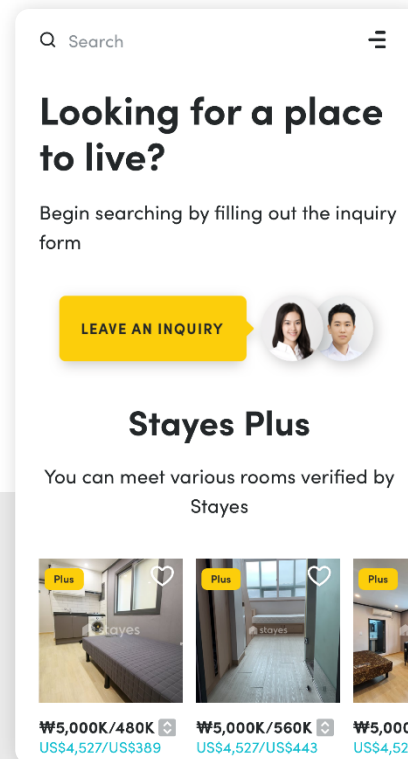 Search
Looking for a place
to live?
Begin searching by filling out the inquiry
form
LEAVE AN INQUIRY
Stayes Plus
You can meet various rooms verified by
Stayes
Plus
Plus
Plus
stayes
stayes
₩5,000K/480K
₩5,000K/560K
₩5,000
US$4,527/US$389
US$4,527/US$443
US$4,52